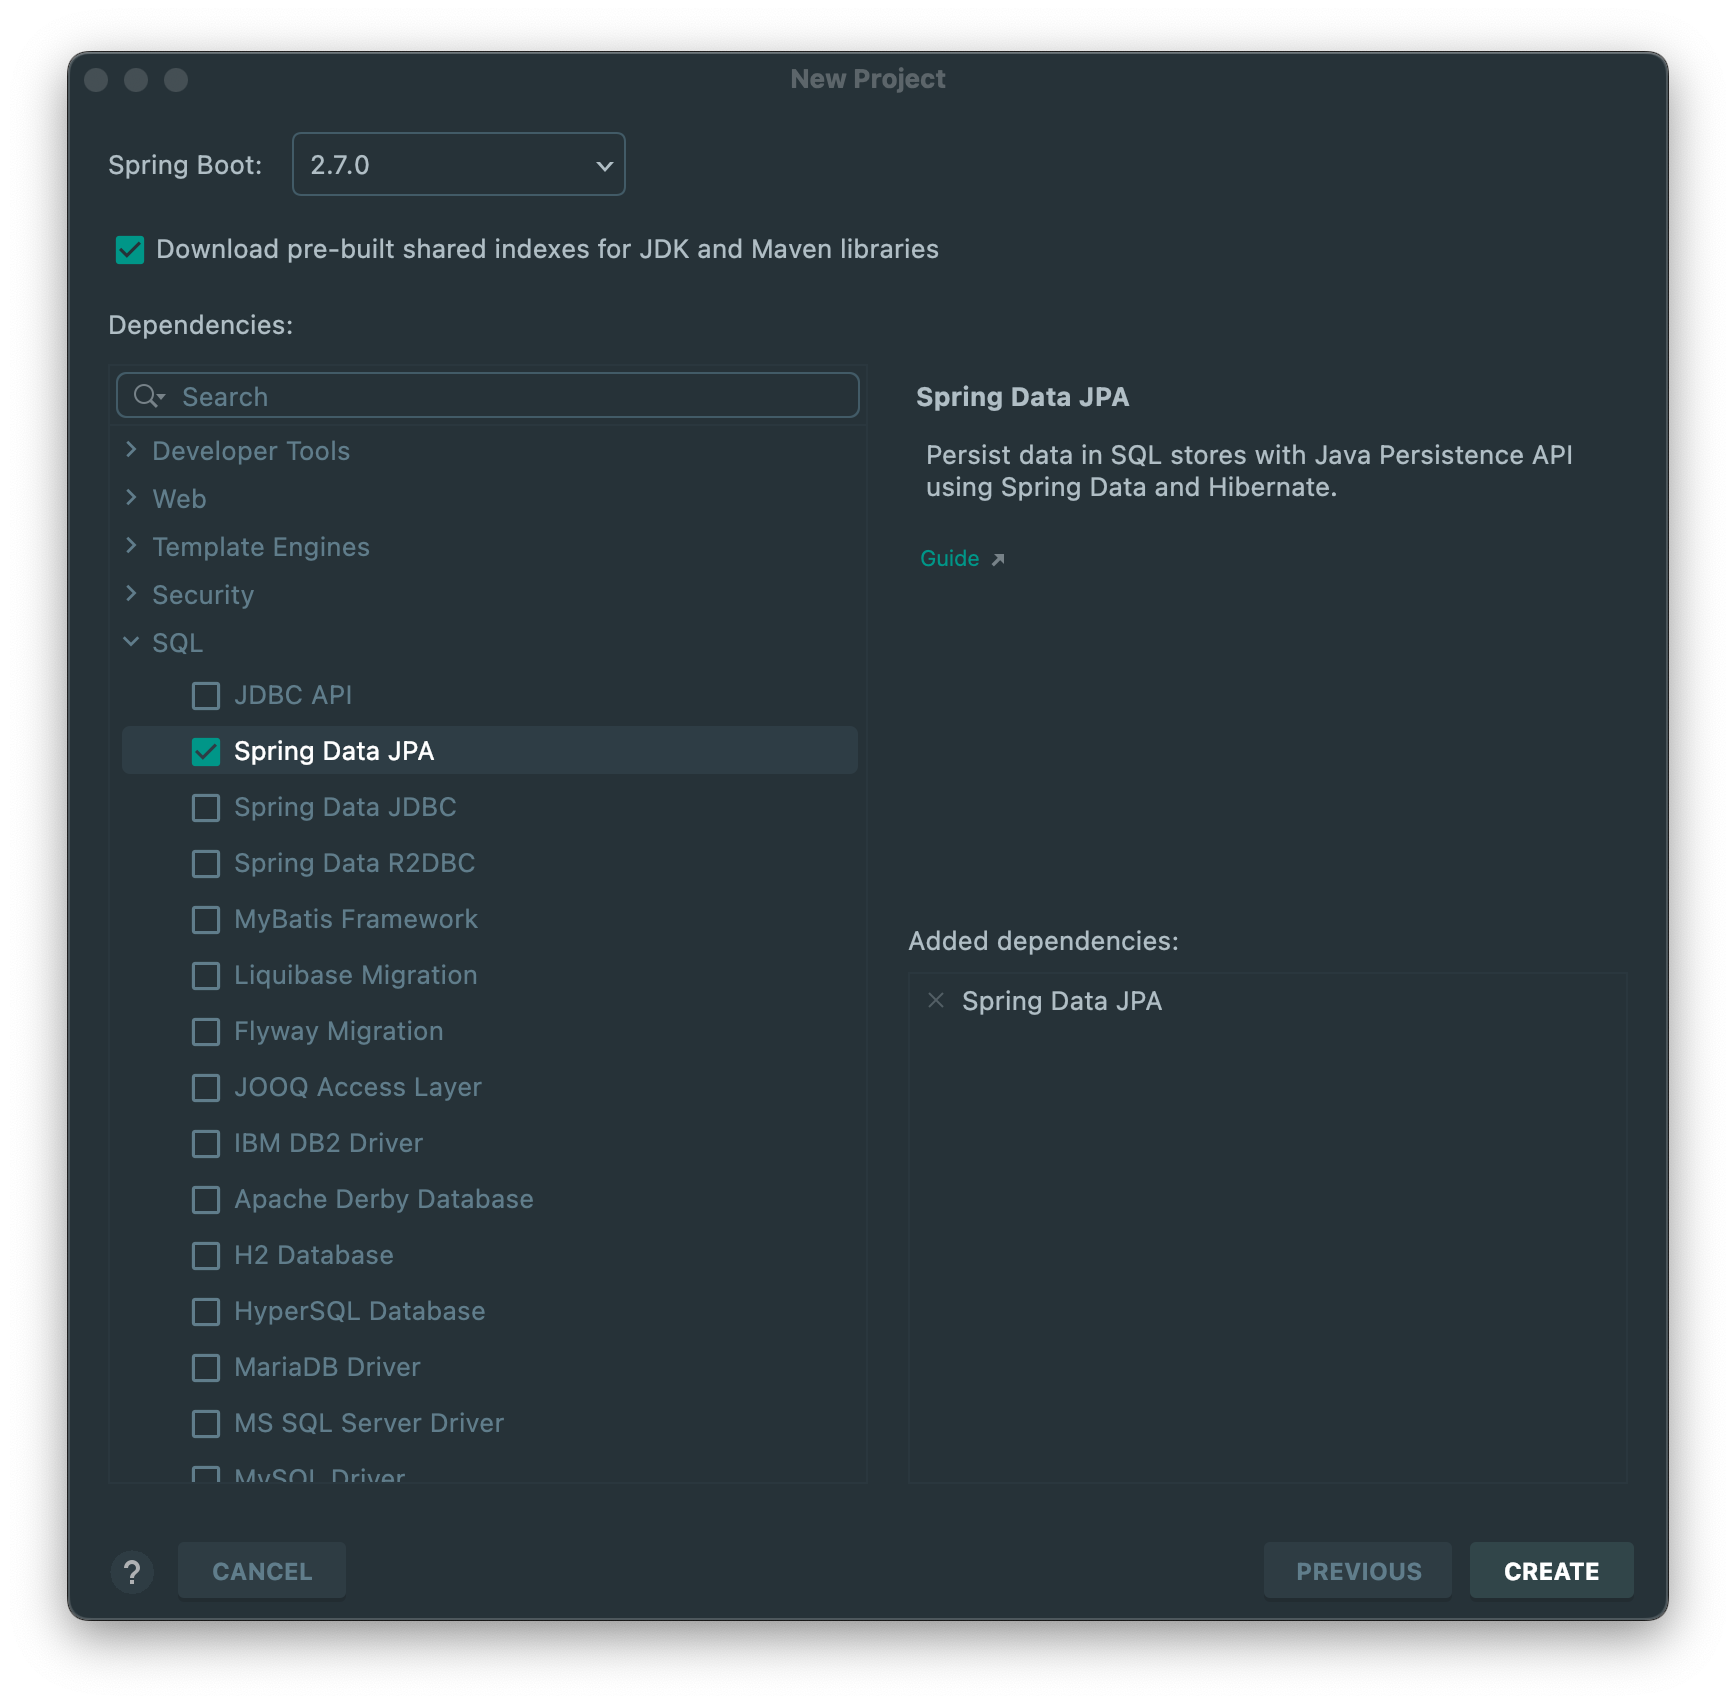 New Project
Spring Boot:
2.7.0
Download pre-built shared indexes for JDK and Maven libraries
Dependencies:
Search
Developer Tools
Web
Template Engines
Security
SQL
JDBC API
Spring Data JPA
Spring Data JDBC
Spring Data R2DBC
MyBatis Framework
Liquibase Migration
Flyway Migration
JOOQ Access Layer
IBM DB2 Driver
Apache Derby Database
H2 Database
HyperSQL Database
MariaDB Driver
MS SQL Server Driver
MySQL Driver
Spring Data JPA
Persist data in SQL stores with Java Persistence API
using Spring Data and Hibernate.
Guide
Added dependencies:
Spring Data JPA
?
CANCEL
PREVIOUS
CREATE